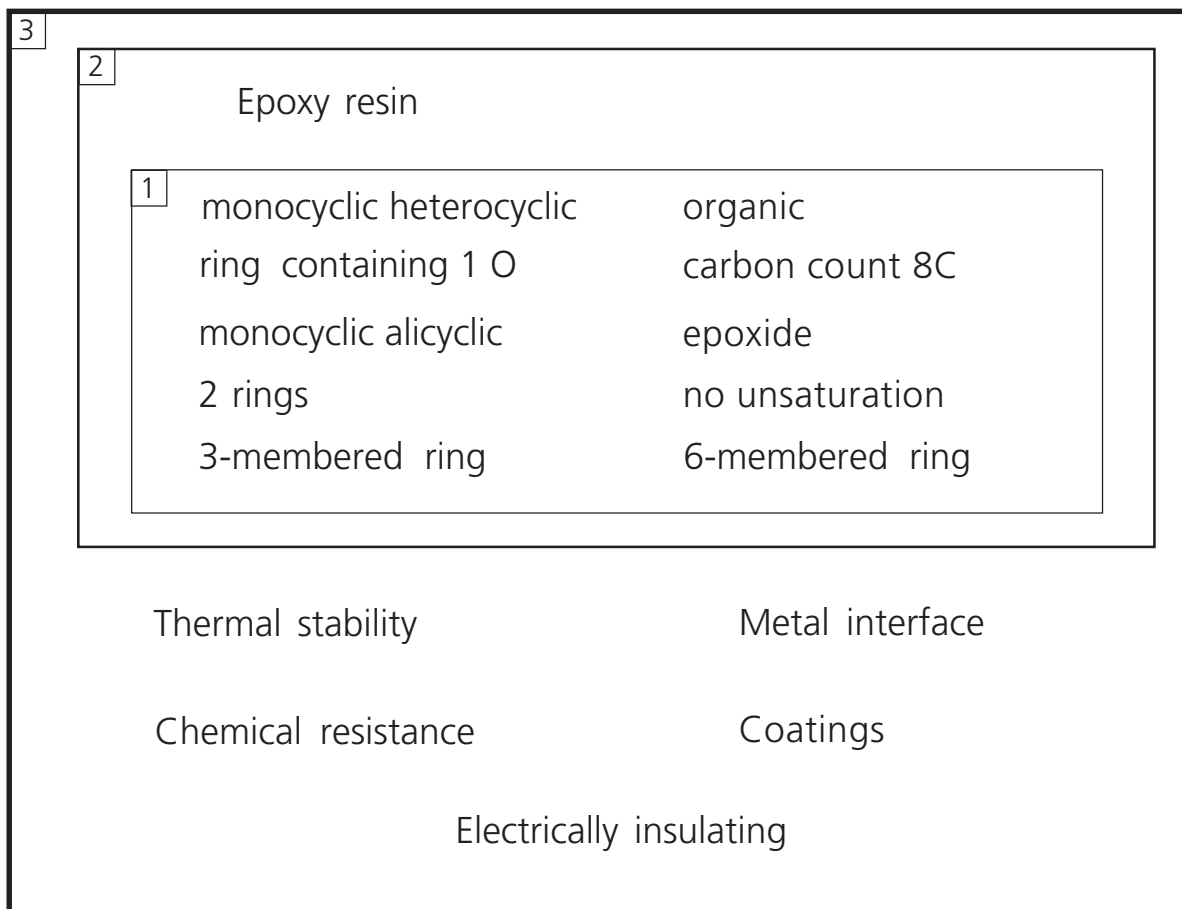 3
2
Epoxy resin
1
monocyclic heterocyclic organic
ring containing 1 O carbon count 8C
monocyclic alicyclic epoxide
2 rings no unsaturation
3-membered ring 6-membered ring
Thermal stability Metal interface
Chemical resistance Coatings
Electrically insulating